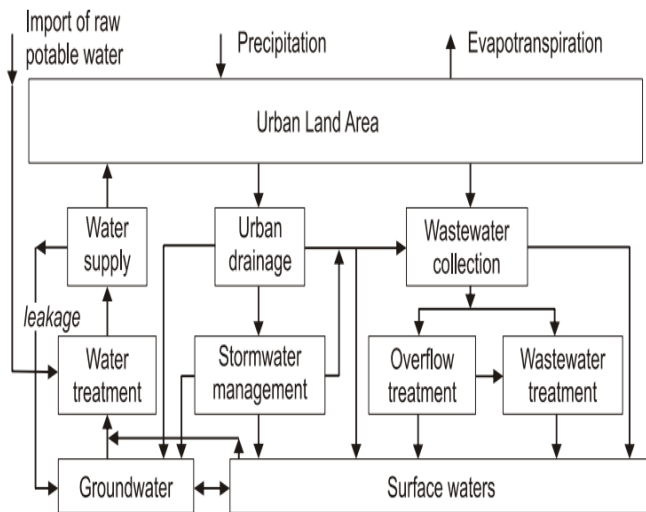 Import of raw
potable water
Precipitation
Evapotranspiration
Urban Land Area
Water
supply
Urban
drainage
Wastewater
collection
leakage
Water
treatment
Stormwater
management
Overflow
treatment
Wastewater
treatment
Groundwater
Surface waters